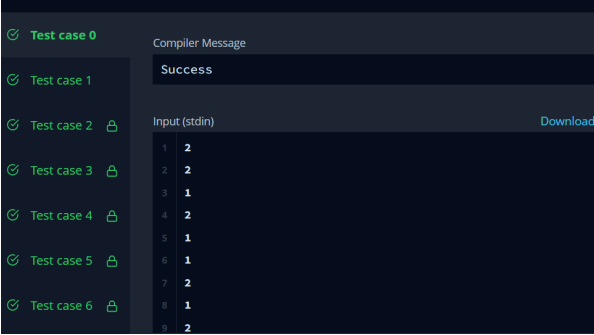 Test case 0
Test case 1
Test case 2
Test case 3
Test case 4
Test case 5
Test case 6
Compiler Message
Success
Input (stdin) Download
1 2
2 2
3 1
4 2
5 1
6 1
7 2
8 1
9 2